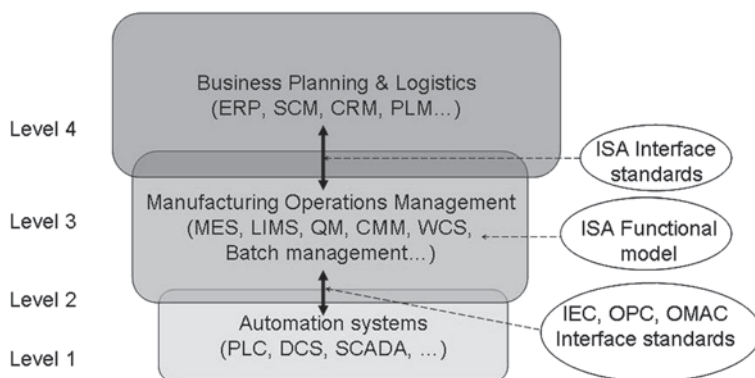 Business Planning & Logistics
(ERP, SCM, CRM, PLM...)
Level 4
ISA Interface
standards
Manufacturing Operations Management
Level 3
(MES, LIMS, QM, CMM, WCS,
Batch management...)
ISA Functional
model
Level 2
IEC, OPC, OMAC
Interface standards
Automation systems
(PLC, DCS, SCADA, ...)
Level 1